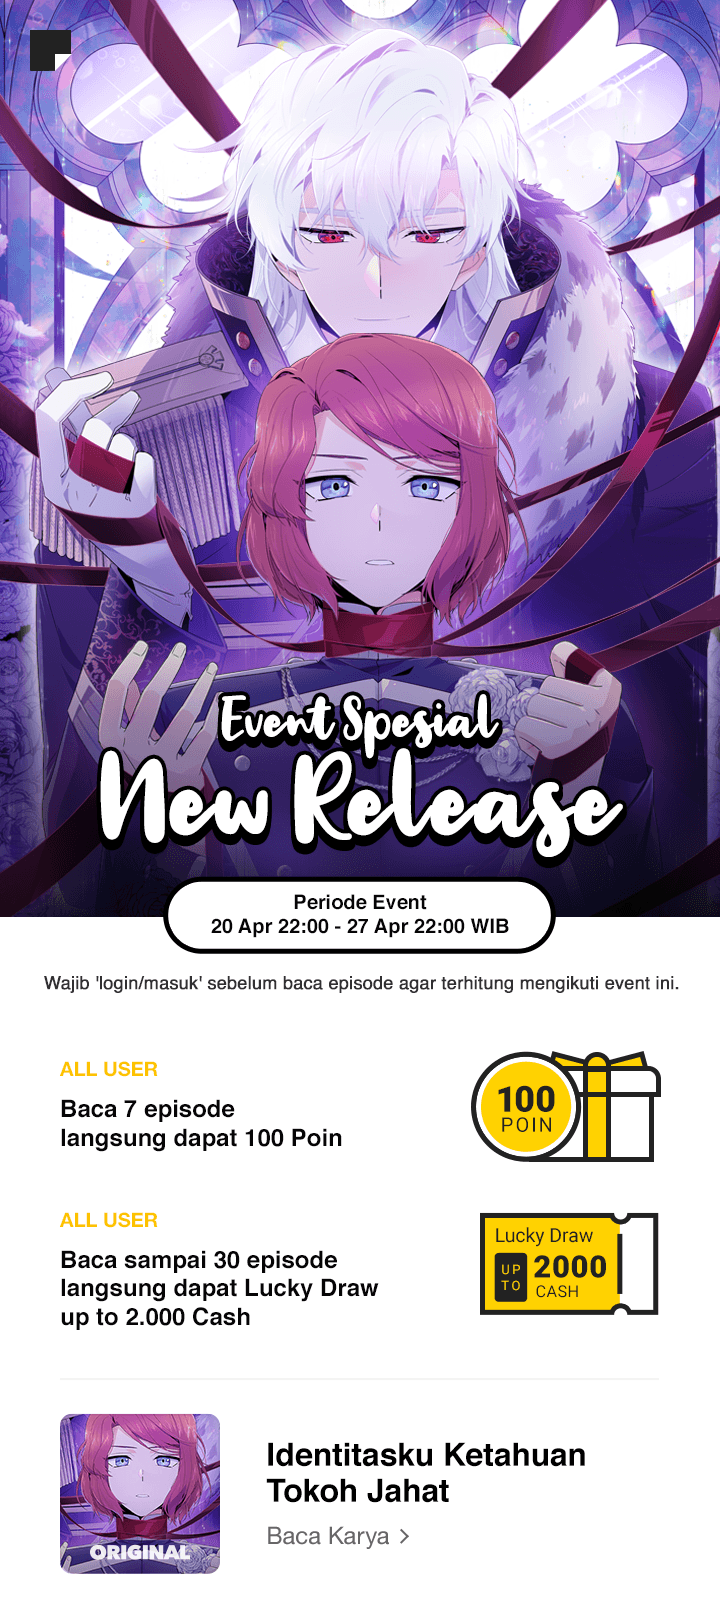 Event Spesial
New Release
Periode Event
20 Apr 22:00 - 27 Apr 22:00 WIB
Wajib 'login/masuk' sebelum baca episode agar terhitung mengikuti event ini.
ALL USER
Baca 7 episode
langsung dapat 100 Poin
100
POIN
ALL USER
Baca sampai 30 episode
langsung dapat Lucky Draw
up to 2.000 Cash
Lucky Draw
UP TO 2000
CASH
ORIGINAL
Identitasku Ketahuan
Tokoh Jahat
Baca Karya >